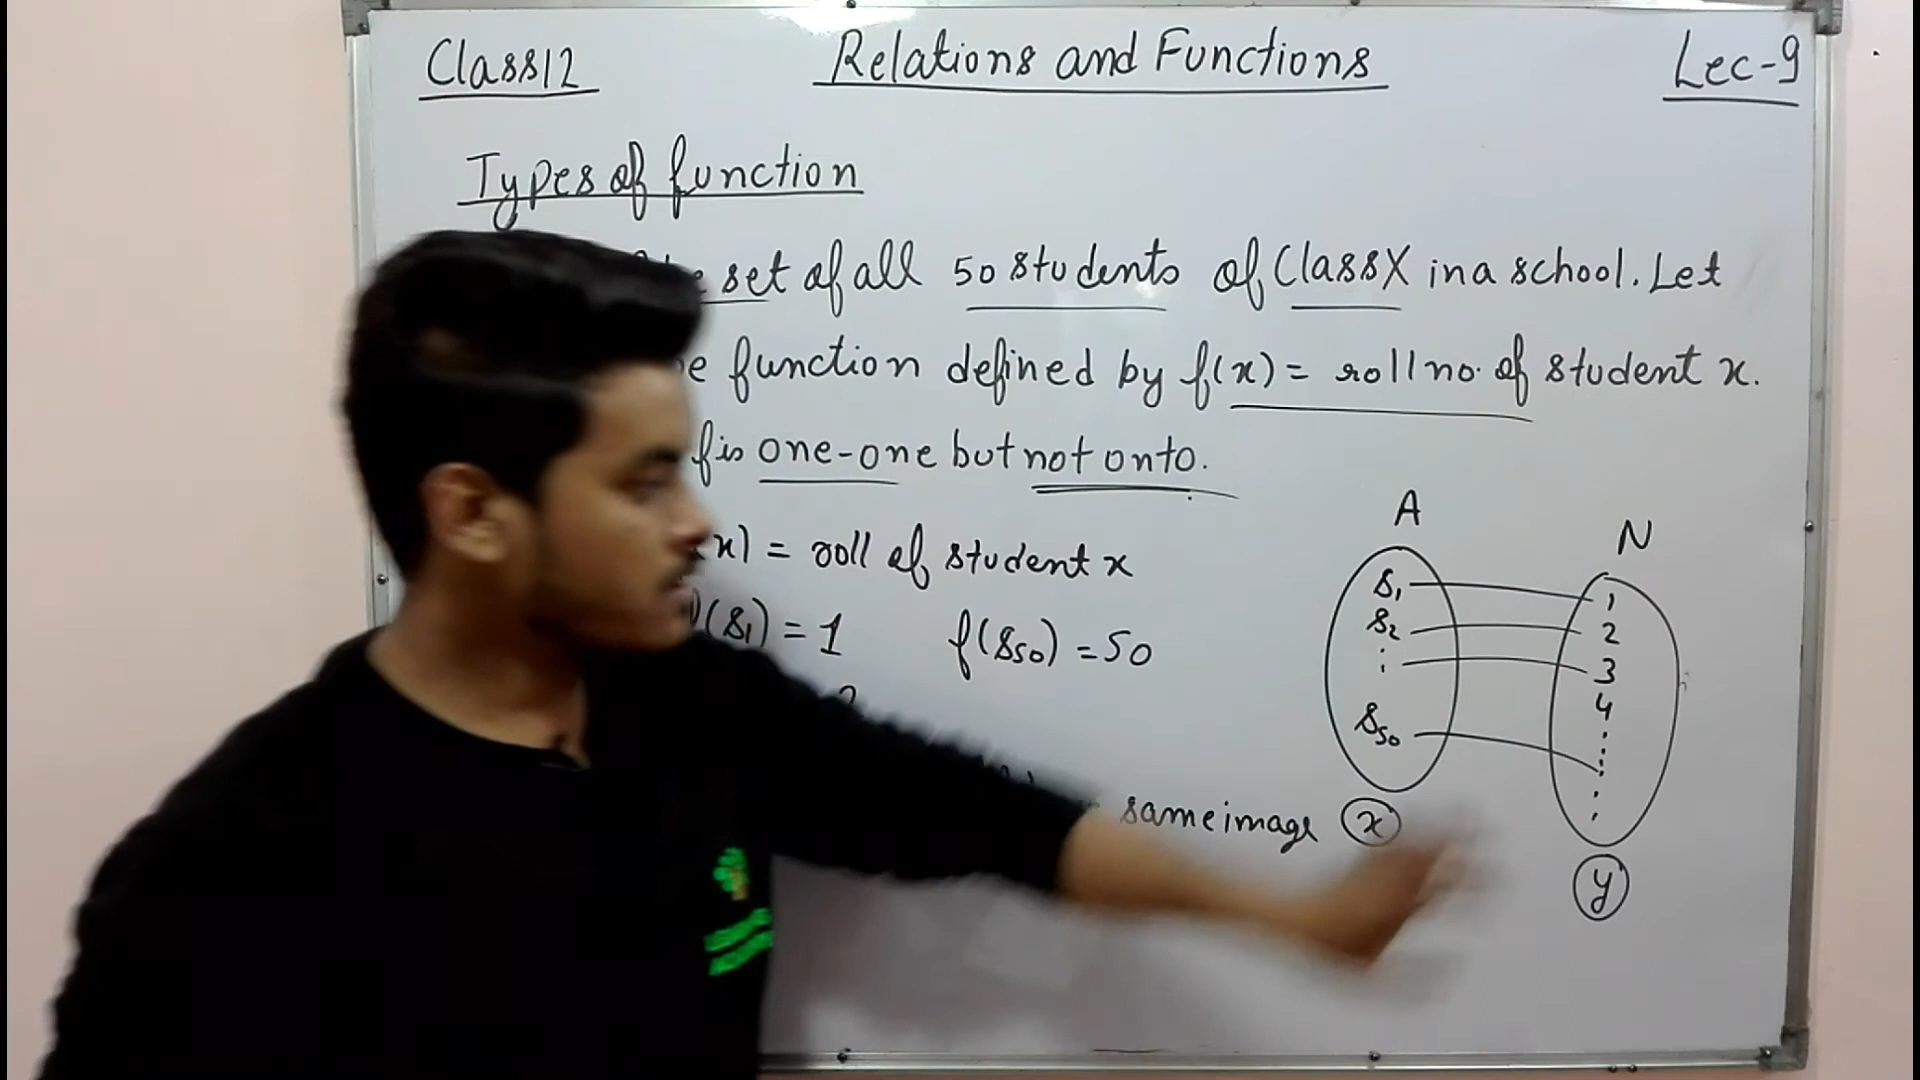 Class12 Relations and Functions Lec-9
Types of function
set of all 50 students of Class X in a school. Let
function defined by f(x) = roll no. of student x.
f is one-one but not onto.
x) = roll of student x
(s1) = 1 f(s50) = 50
2
same image x
A
N
s1
s2
s50
1
2
3
4
y